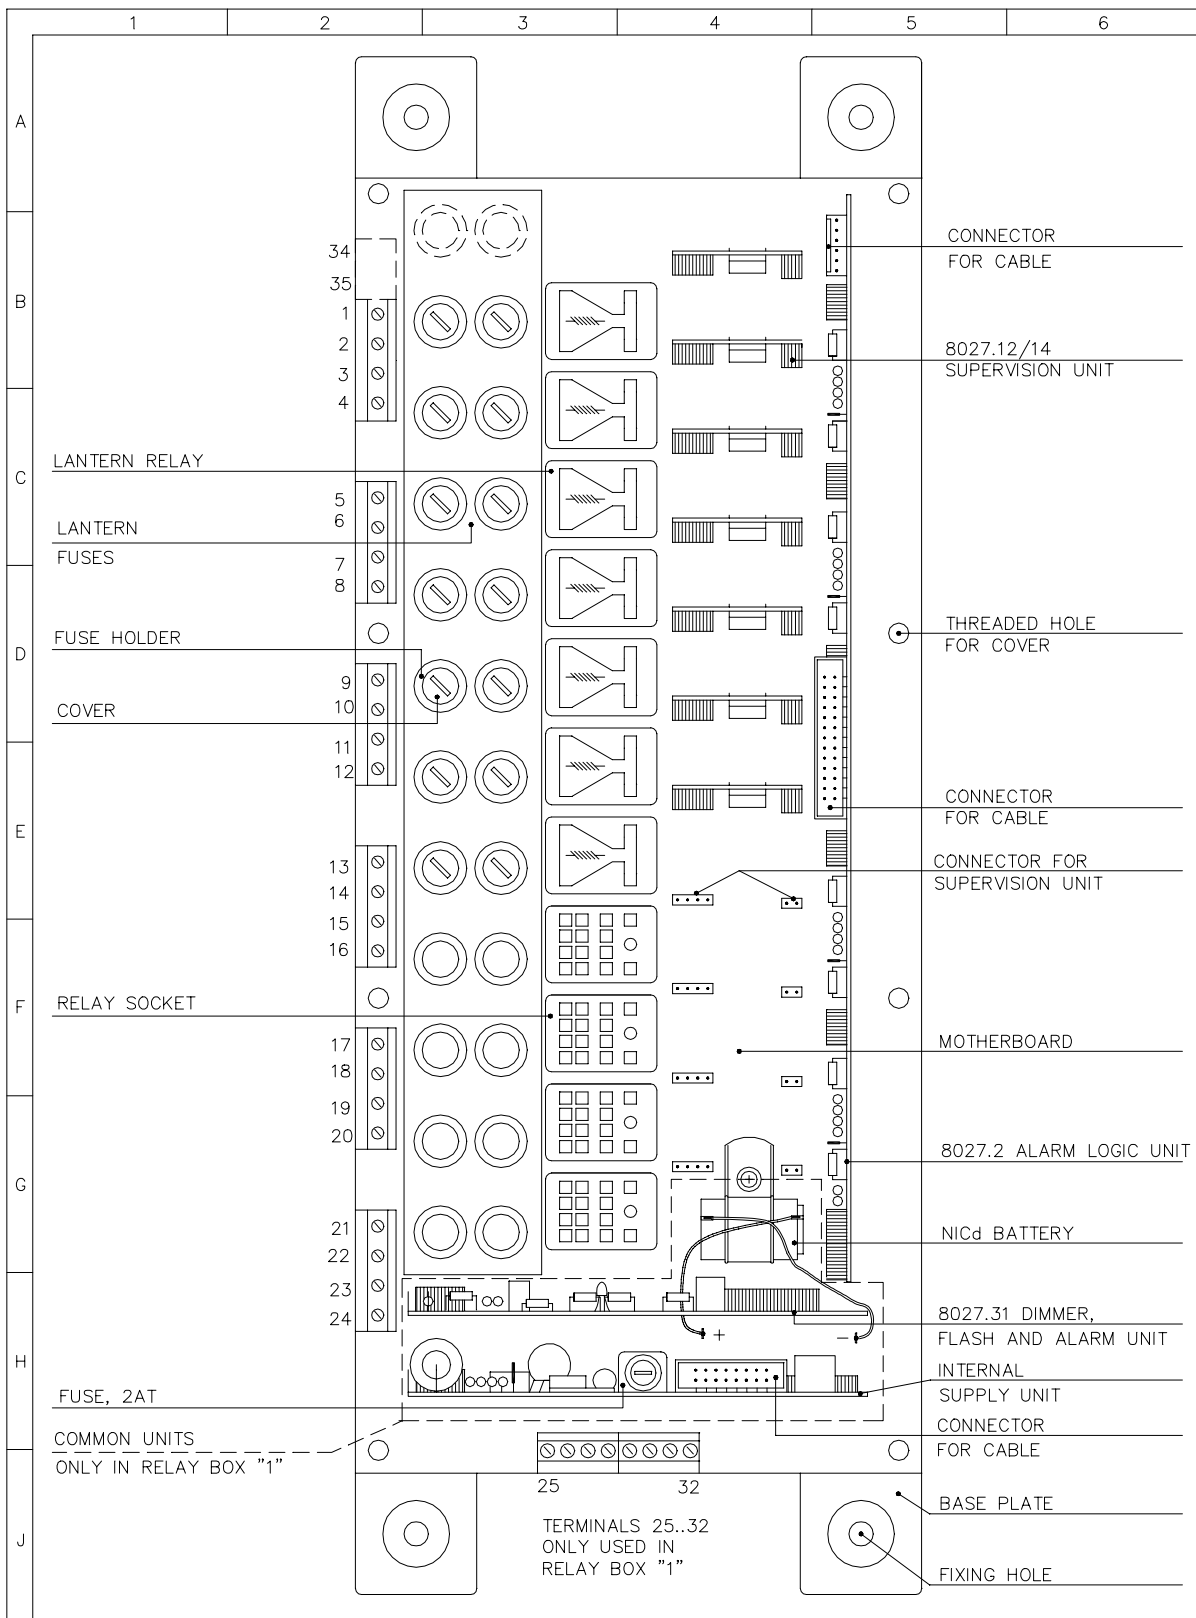 1 2 3 4 5 6
A
B
C
D
E
F
G
H
J
34
35
1
2
3
4
5
6
7
8
9
10
11
12
13
14
15
16
17
18
19
20
21
22
23
24
LANTERN RELAY
LANTERN
FUSES
FUSE HOLDER
COVER
RELAY SOCKET
FUSE, 2AT
COMMON UNITS
ONLY IN RELAY BOX "1"
CONNECTOR
FOR CABLE
8027.12/14
SUPERVISION UNIT
THREADED HOLE
FOR COVER
CONNECTOR
FOR CABLE
CONNECTOR FOR
SUPERVISION UNIT
MOTHERBOARD
8027.2 ALARM LOGIC UNIT
NICd BATTERY
8027.31 DIMMER,
FLASH AND ALARM UNIT
+ −
INTERNAL
SUPPLY UNIT
CONNECTOR
FOR CABLE
BASE PLATE
FIXING HOLE
25 32
TERMINALS 25..32
ONLY USED IN
RELAY BOX "1"